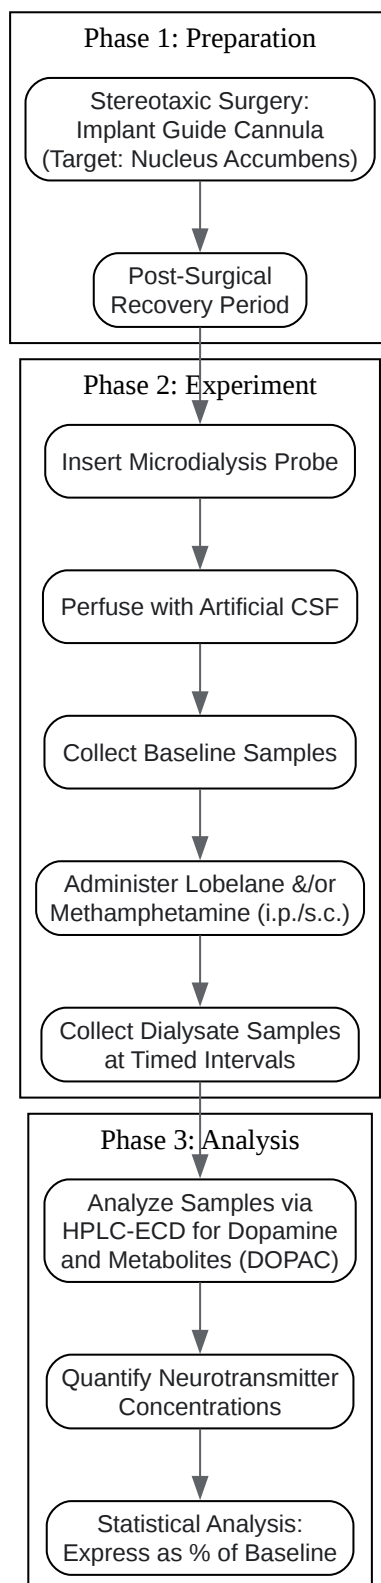 Phase 1: Preparation
Stereotaxic Surgery:
Implant Guide Cannula
(Target: Nucleus Accumbens)
Post-Surgical
Recovery Period
Phase 2: Experiment
Insert Microdialysis Probe
Perfuse with Artificial CSF
Collect Baseline Samples
Administer Lobelane &/or
Methamphetamine (i.p./s.c.)
Collect Dialysate Samples
at Timed Intervals
Phase 3: Analysis
Analyze Samples via
HPLC-ECD for Dopamine
and Metabolites (DOPAC)
Quantify Neurotransmitter
Concentrations
Statistical Analysis:
Express as % of Baseline